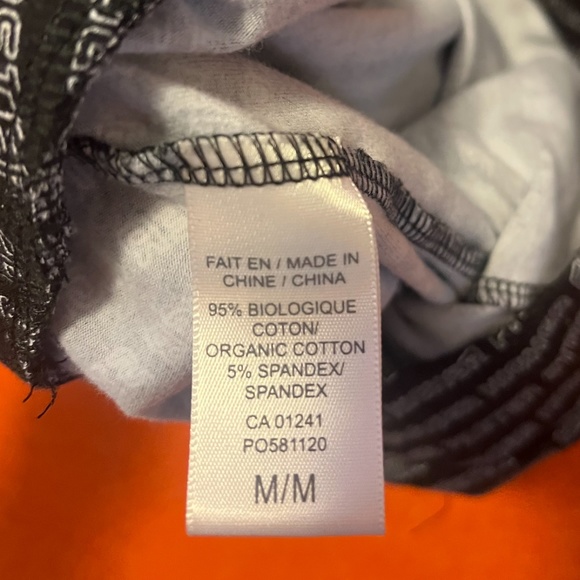 FAIT EN / MADE IN
CHINE / CHINA
95% BIOLOGIQUE
COTON/
ORGANIC COTTON
5% SPANDEX/
SPANDEX
CA 01241
PO581120
M/M